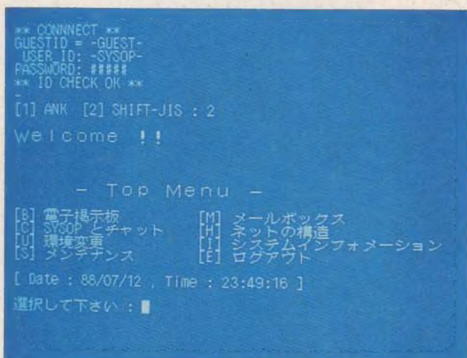 ** CONNNECT **
GUESTID = -GUEST-
USER ID: -SYSOP-
PASSWORD: #####
** ID CHECK OK **
-
[1] ANK [2] SHIFT-JIS : 2
Welcome !!
- Top Menu -
[B] 電子掲示板 [M] メールボックス
[C] SYSOP とチャット [H] ネットの構造
[U] 環境変更 [I] システムインフォメーション
[S] メンテナンス [E] ログアウト
[ Date : 88/07/12 , Time : 23:49:16 ]
選択して下さい :